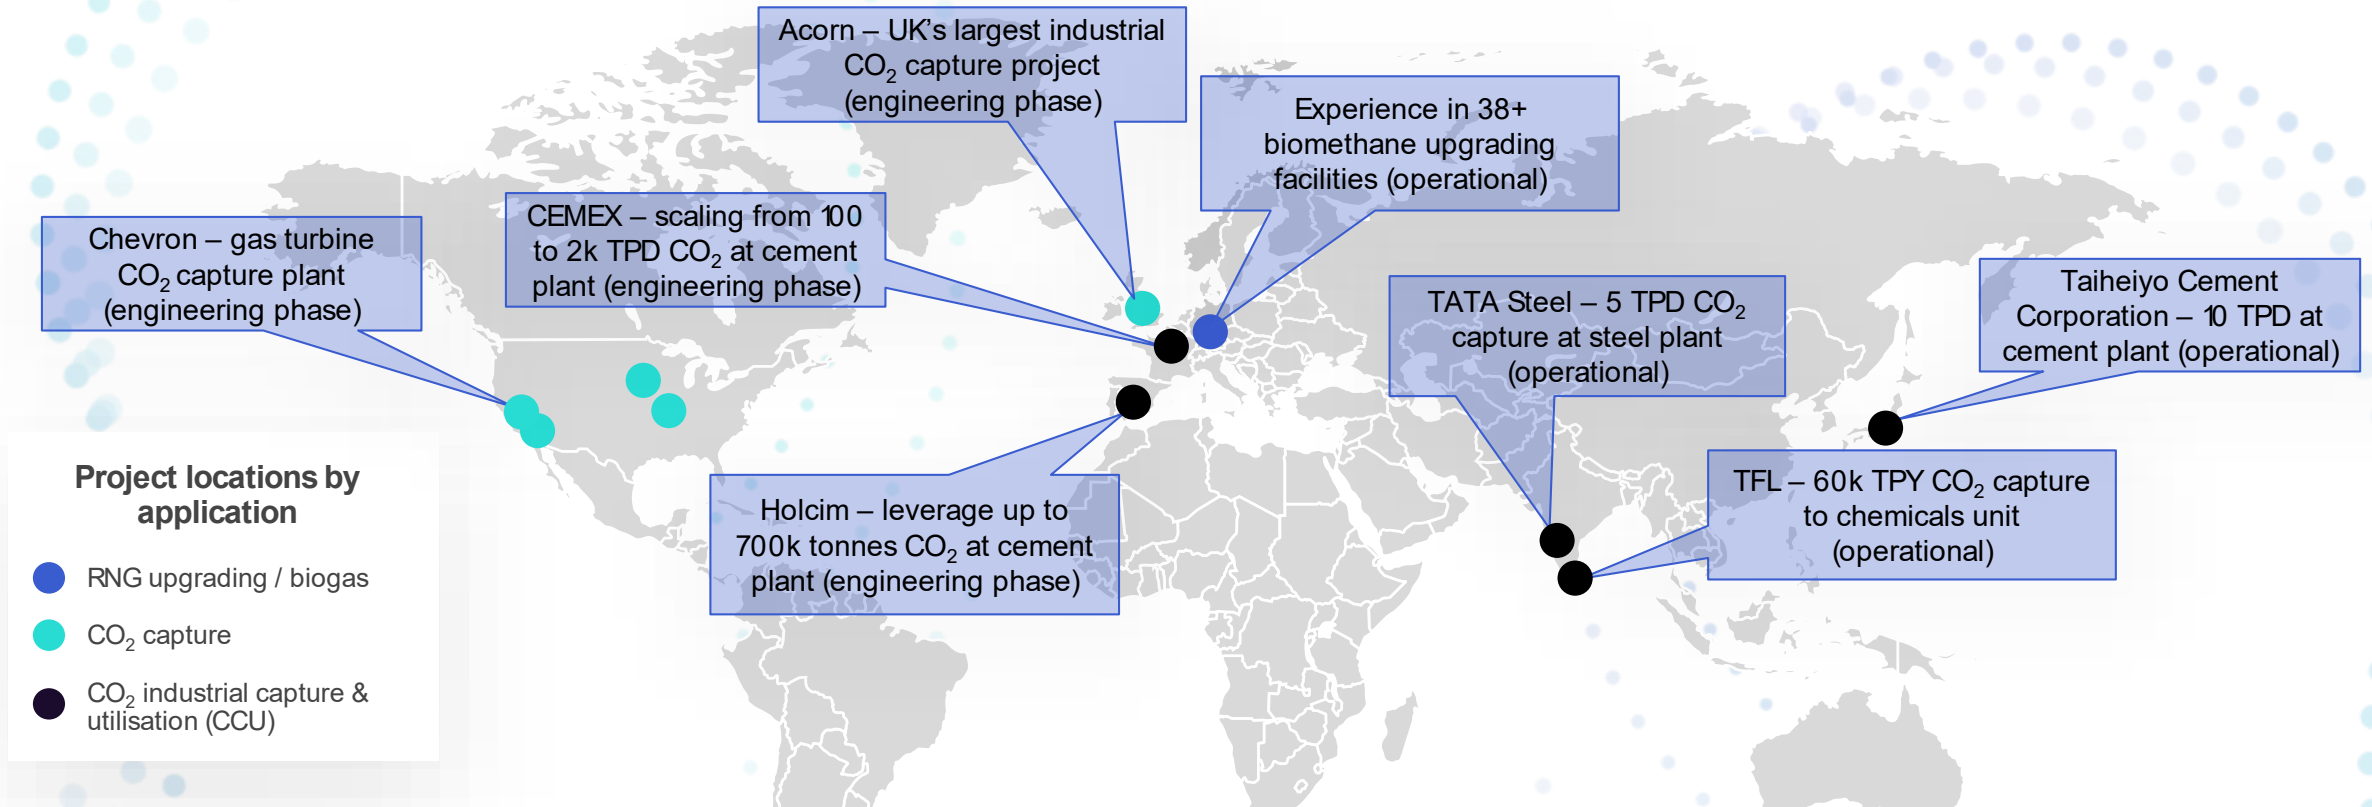 Acorn – UK's largest industrial
CO₂ capture project
(engineering phase)
Experience in 38+
biomethane upgrading
facilities (operational)
CEMEX – scaling from 100
to 2k TPD CO₂ at cement
plant (engineering phase)
Chevron – gas turbine
CO₂ capture plant
(engineering phase)
TATA Steel – 5 TPD CO₂
capture at steel plant
(operational)
Taiheiyo Cement
Corporation – 10 TPD at
cement plant (operational)
Holcim – leverage up to
700k tonnes CO₂ at cement
plant (engineering phase)
TFL – 60k TPY CO₂ capture
to chemicals unit
(operational)
Project locations by
application
RNG upgrading / biogas
CO₂ capture
CO₂ industrial capture &
utilisation (CCU)